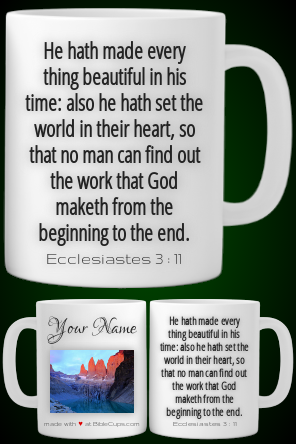 He hath made every
thing beautiful in his
time: also he hath set the
world in their heart, so
that no man can find out
the work that God
maketh from the
beginning to the end.
Ecclesiastes 3 : 11
Your Name
made with ♥ at BibleCups.com
He hath made every
thing beautiful in his
time: also he hath set the
world in their heart, so
that no man can find out
the work that God
maketh from the
beginning to the end.
Ecclesiastes 3 : 11